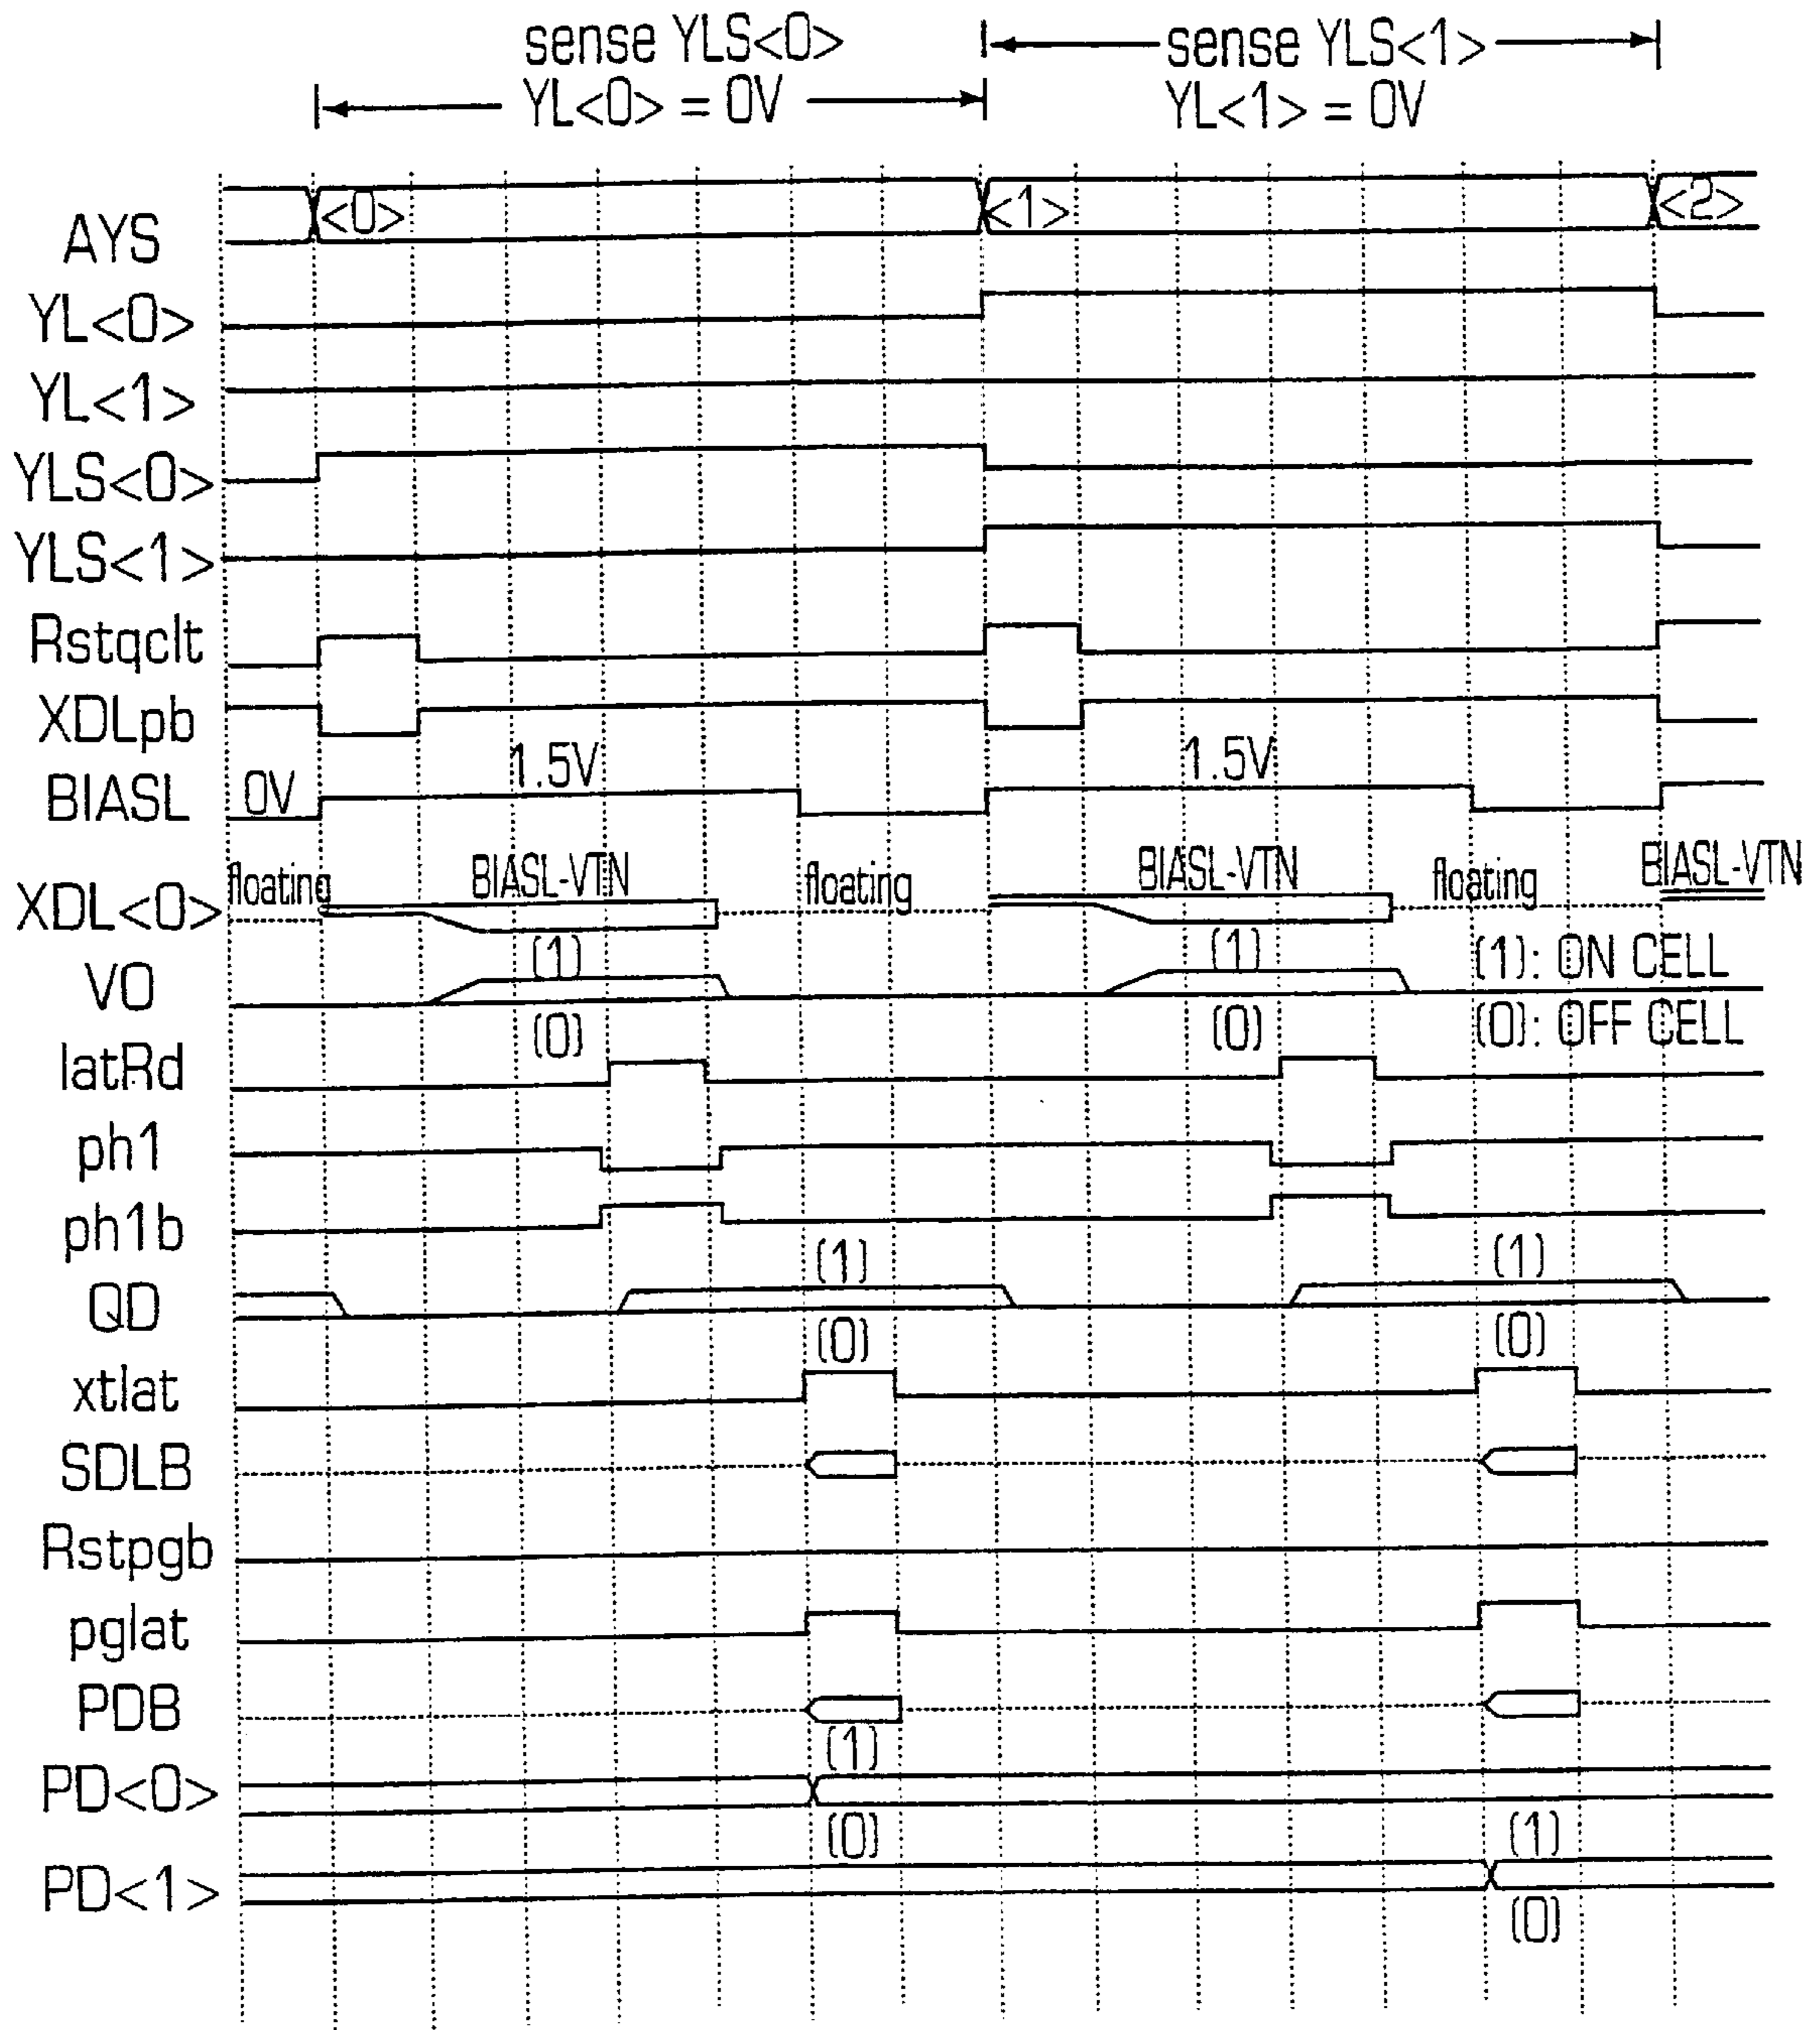 sense YLS<0>
YL<0> = 0V
sense YLS<1>
YL<1> = 0V
AYS
<0>
<1>
<2>
YL<0>
YL<1>
YLS<0>
YLS<1>
Rstqclt
XDLpb
BIASL
0V
1.5V
1.5V
XDL<0>
floating
BIASL-VTN
floating
BIASL-VTN
floating
BIASL-VTN
(1)
(1)
(1): ON CELL
VO
(0)
(0)
(0): OFF CELL
latRd
ph1
ph1b
QD
(1)
(1)
(0)
(0)
xtlat
SDLB
Rstpgb
pglat
PDB
PD<0>
(1)
(0)
PD<1>
(1)
(0)